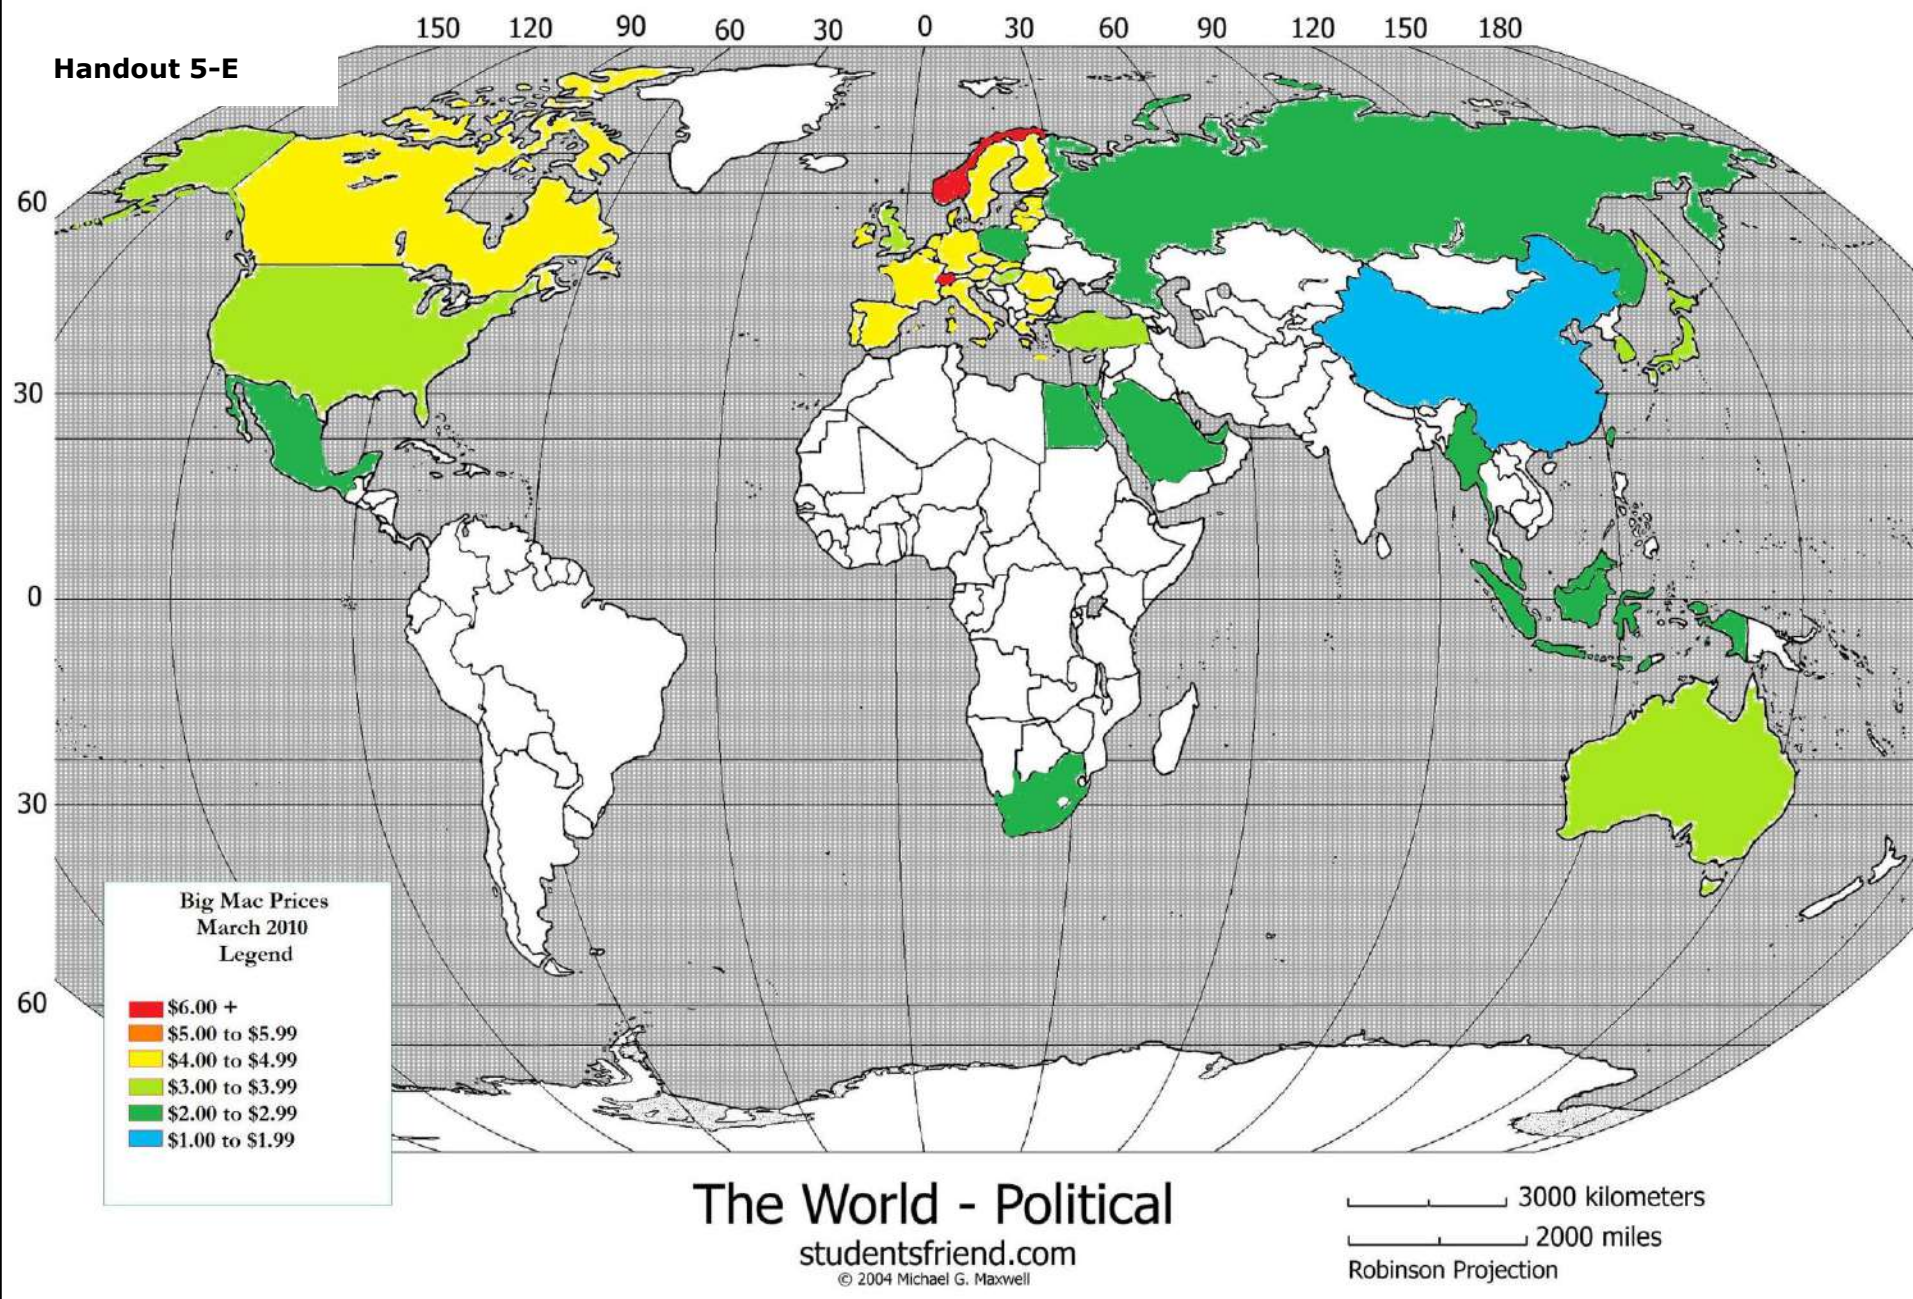 150 120 90 60 30 0 30 60 90 120 150 180
Handout 5-E
60
30
0
30
60
Big Mac Prices
March 2010
Legend
$6.00 +
$5.00 to $5.99
$4.00 to $4.99
$3.00 to $3.99
$2.00 to $2.99
$1.00 to $1.99
The World - Political
studentsfriend.com
© 2004 Michael G. Maxwell
3000 kilometers
2000 miles
Robinson Projection